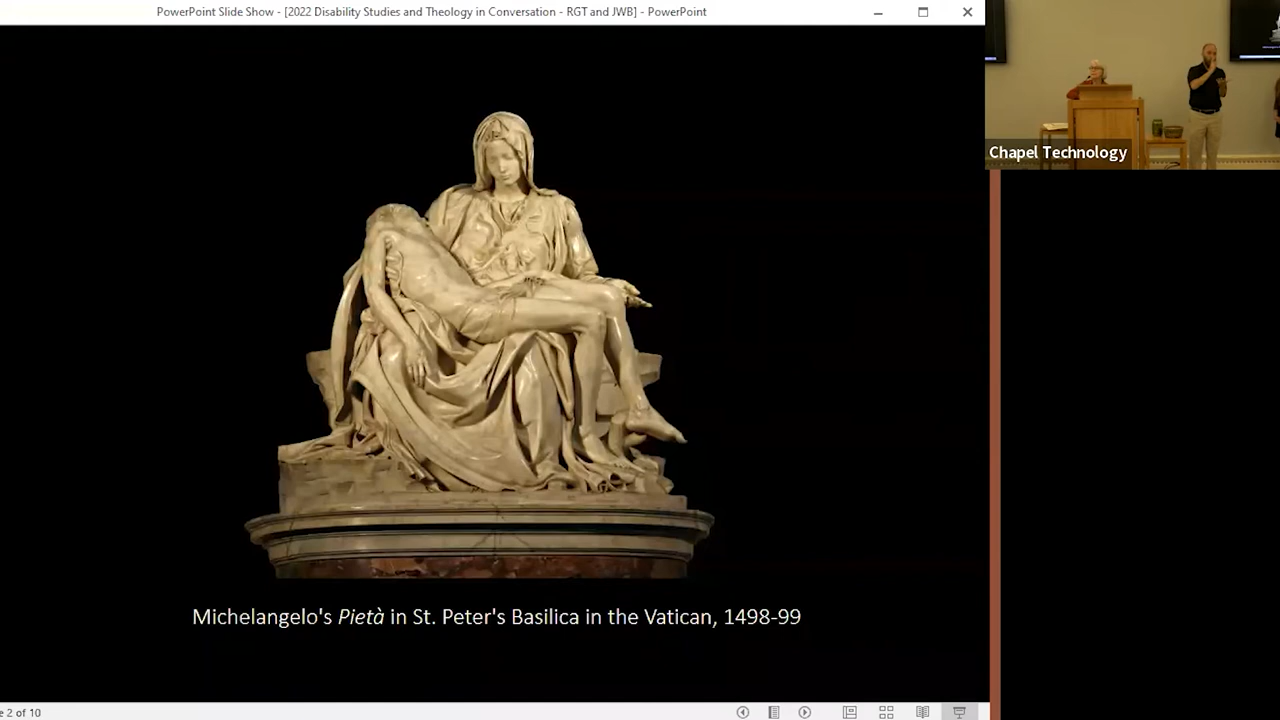 PowerPoint Slide Show - [2022 Disability Studies and Theology in Conversation - RGT and JWB] - PowerPoint
Chapel Technology
Michelangelo's Pietà in St. Peter's Basilica in the Vatican, 1498-99
e 2 of 10